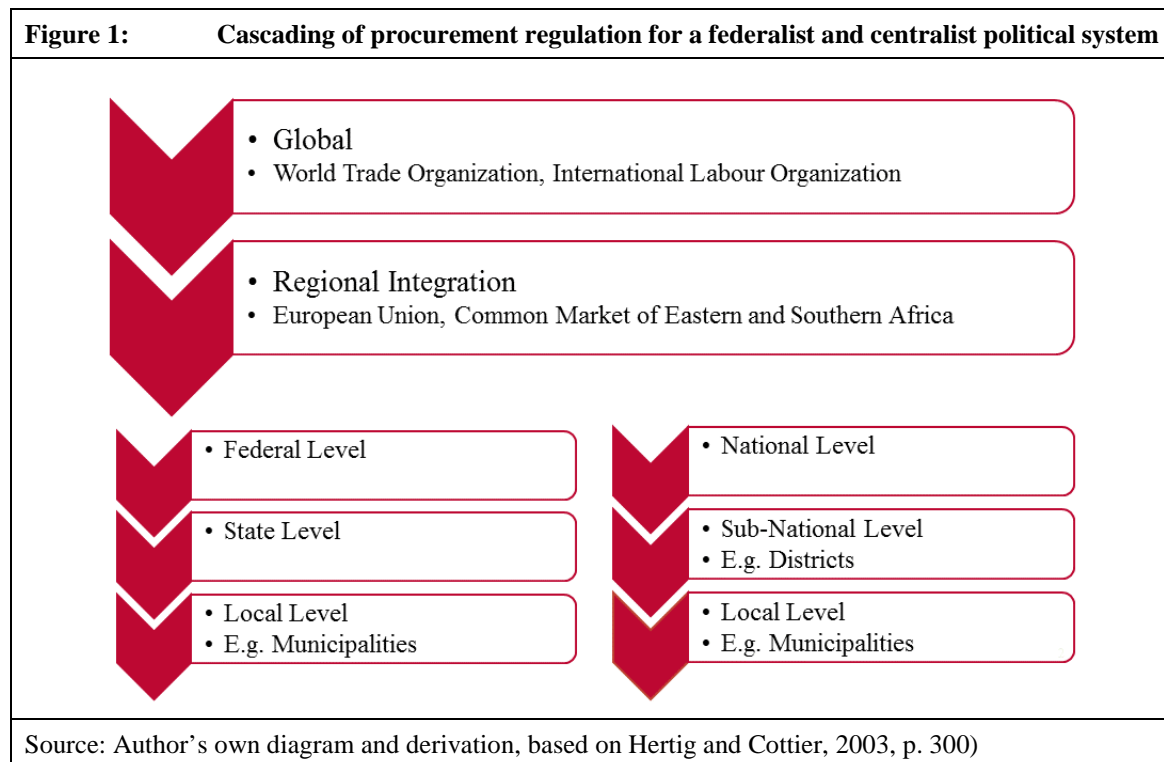 Figure 1: Cascading of procurement regulation for a federalist and centralist political system
• Global
• World Trade Organization, International Labour Organization
• Regional Integration
• European Union, Common Market of Eastern and Southern Africa
• Federal Level
• State Level
• Local Level
• E.g. Municipalities
• National Level
• Sub-National Level
• E.g. Districts
• Local Level
• E.g. Municipalities
Source: Author’s own diagram and derivation, based on Hertig and Cottier, 2003, p. 300)